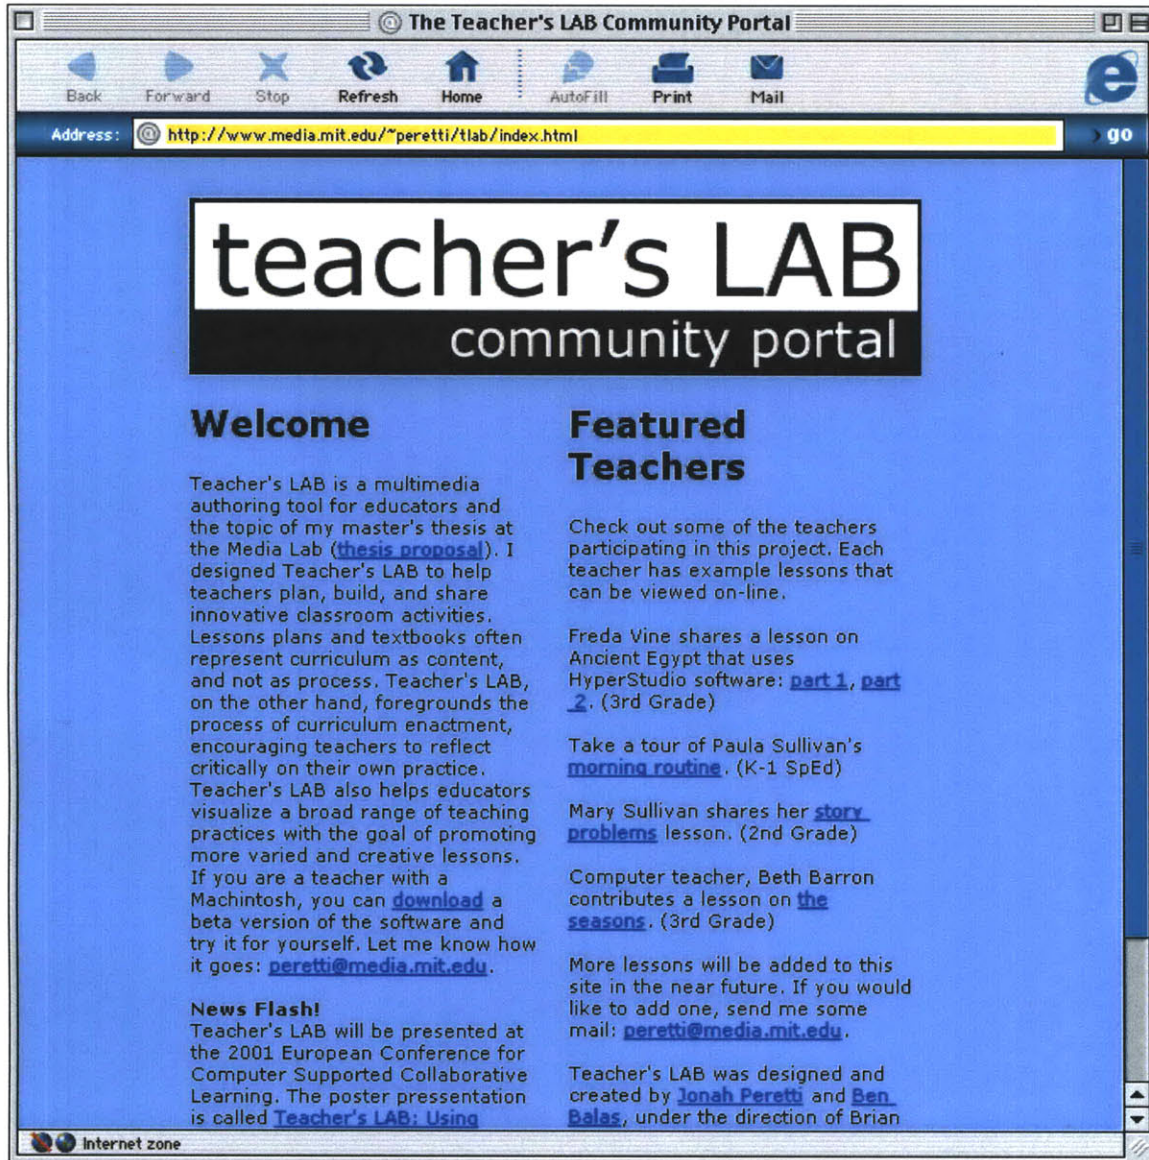 The Teacher's LAB Community Portal
Back Forward Stop Refresh Home AutoFill Print Mail
Address: http://www.media.mit.edu/~peretti/tlab/index.html go
teacher's LAB
community portal
Welcome
Teacher's LAB is a multimedia
authoring tool for educators and
the topic of my master's thesis at
the Media Lab (thesis proposal). I
designed Teacher's LAB to help
teachers plan, build, and share
innovative classroom activities.
Lessons plans and textbooks often
represent curriculum as content,
and not as process. Teacher's LAB,
on the other hand, foregrounds the
process of curriculum enactment,
encouraging teachers to reflect
critically on their own practice.
Teacher's LAB also helps educators
visualize a broad range of teaching
practices with the goal of promoting
more varied and creative lessons.
If you are a teacher with a
Machintosh, you can download a
beta version of the software and
try it for yourself. Let me know how
it goes: peretti@media.mit.edu.
News Flash!
Teacher's LAB will be presented at
the 2001 European Conference for
Computer Supported Collaborative
Learning. The poster pressentation
is called Teacher's LAB: Using
Featured
Teachers
Check out some of the teachers
participating in this project. Each
teacher has example lessons that
can be viewed on-line.
Freda Vine shares a lesson on
Ancient Egypt that uses
HyperStudio software: part 1, part
2. (3rd Grade)
Take a tour of Paula Sullivan's
morning routine. (K-1 SpEd)
Mary Sullivan shares her story
problems lesson. (2nd Grade)
Computer teacher, Beth Barron
contributes a lesson on the
seasons. (3rd Grade)
More lessons will be added to this
site in the near future. If you would
like to add one, send me some
mail: peretti@media.mit.edu.
Teacher's LAB was designed and
created by Jonah Peretti and Ben
Balas, under the direction of Brian
Internet zone